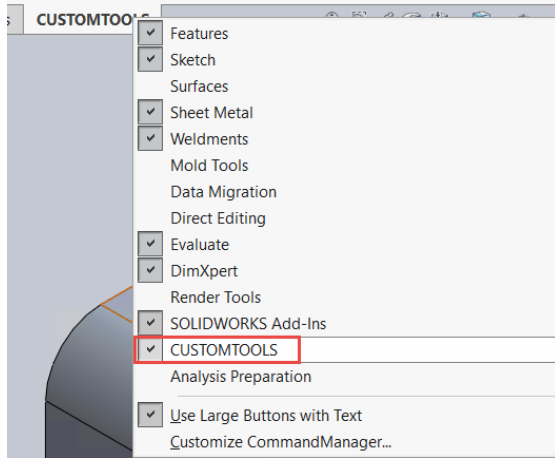 CUSTOMTOOLS
Features
Sketch
Surfaces
Sheet Metal
Weldments
Mold Tools
Data Migration
Direct Editing
Evaluate
DimXpert
Render Tools
SOLIDWORKS Add-Ins
CUSTOMTOOLS
Analysis Preparation
Use Large Buttons with Text
Customize CommandManager...